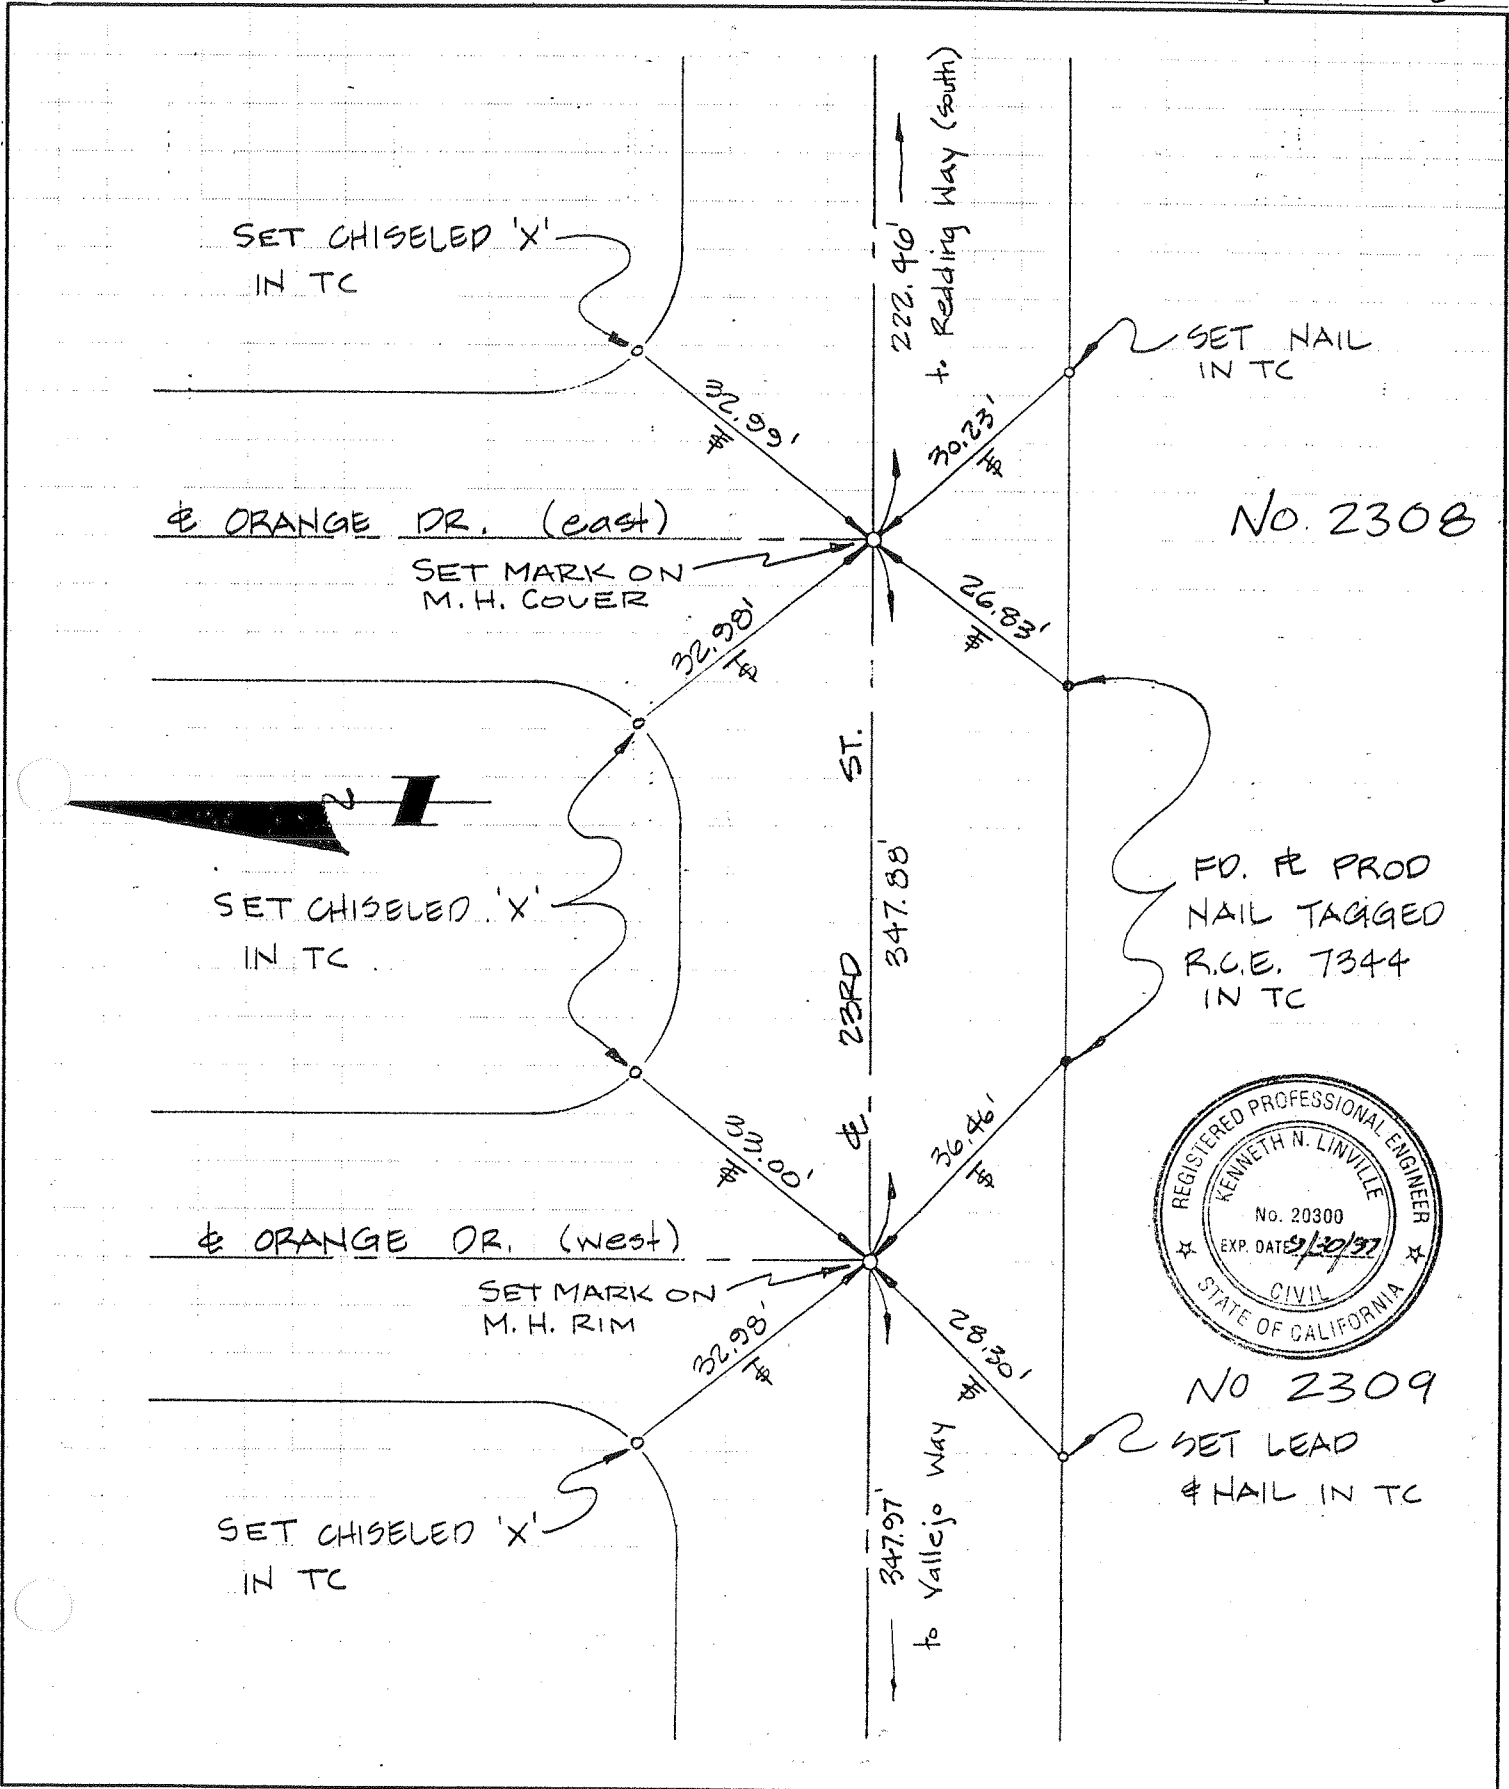 222.46'
to Redding Way (south)
SET CHISELED 'X'
IN TC
SET NAIL
IN TC
32.99'
30.23'
No. 2308
℄ ORANGE DR. (east)
SET MARK ON
M.H. COVER
26.83'
32.98'
N
FD. ⅊ PROD
NAIL TAGGED
R.C.E. 7344
IN TC
SET CHISELED 'X'
IN TC
℄ 23RD ST.
347.88'
33.00'
36.46'
REGISTERED PROFESSIONAL ENGINEER
KENNETH N. LINVILLE
No. 20300
EXP. DATE
CIVIL
STATE OF CALIFORNIA
℄ ORANGE DR. (west)
SET MARK ON
M.H. RIM
32.98'
28.30'
NO 2309
SET LEAD
& NAIL IN TC
347.97'
to Vallejo Way
SET CHISELED 'X'
IN TC